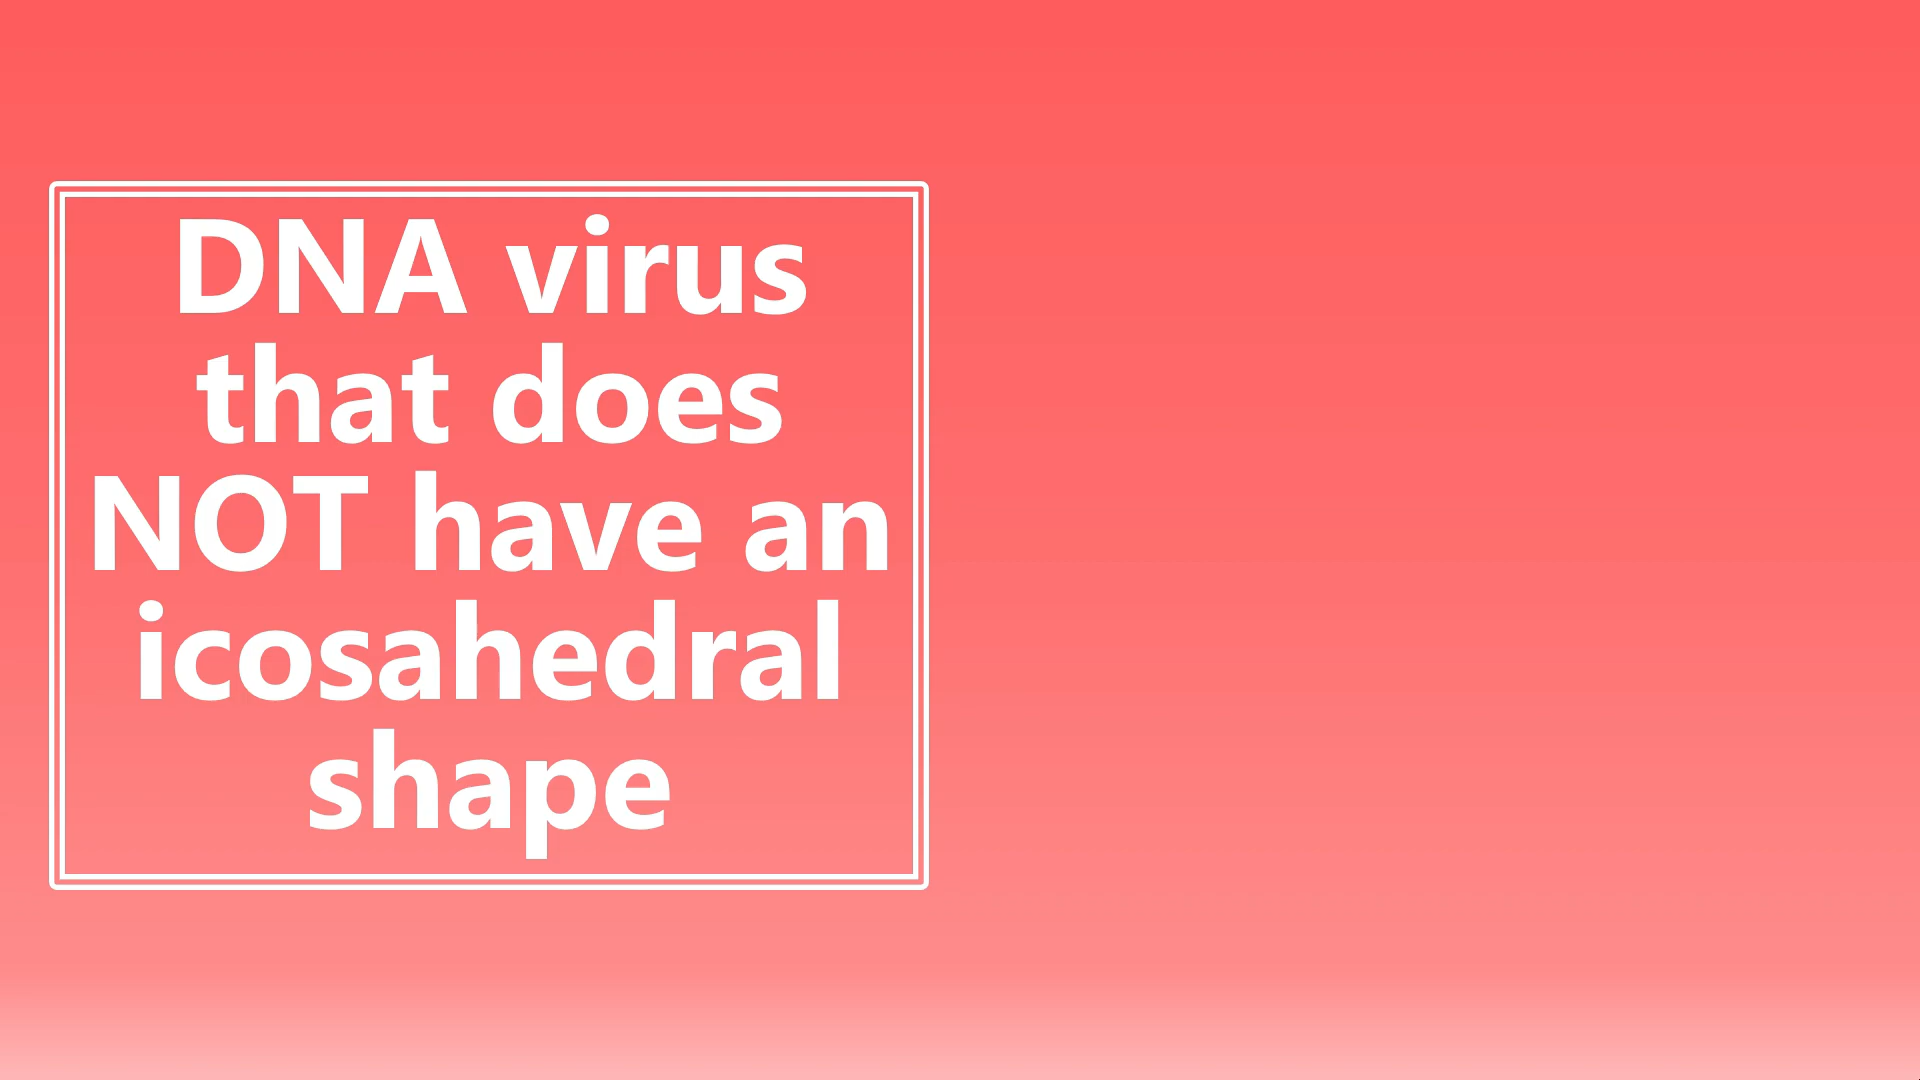 DNA virus
that does
NOT have an
icosahedral
shape